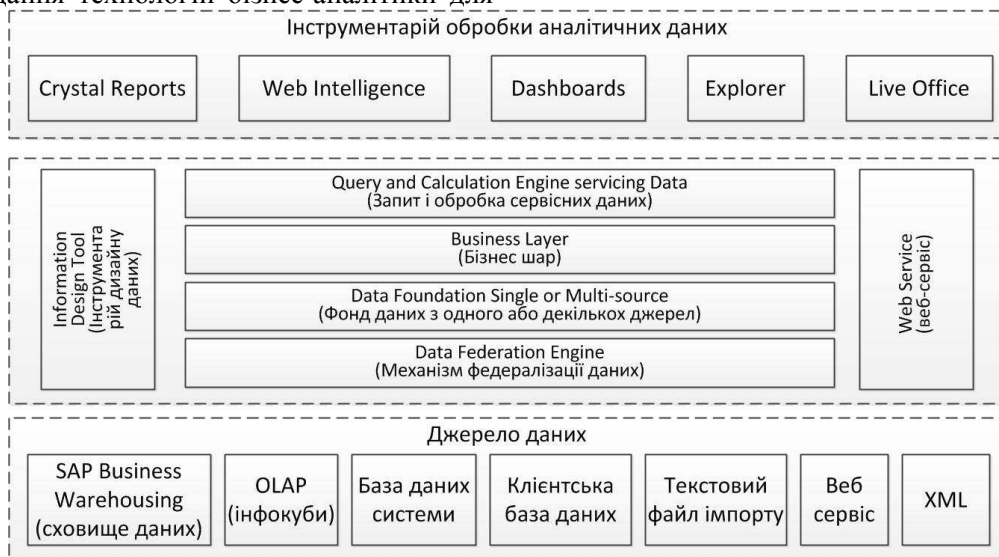 технологій бізнес-аналітики для
Інструментарій обробки аналітичних даних
Crystal Reports
Web Intelligence
Dashboards
Explorer
Live Office
Information
Design Tool
(Інструмента
рій дизайну
даних)
Query and Calculation Engine servicing Data
(Запит і обробка сервісних даних)
Business Layer
(Бізнес шар)
Data Foundation Single or Multi-source
(Фонд даних з одного або декількох джерел)
Data Federation Engine
(Механізм федералізації даних)
Web Service
(веб-сервіс)
Джерело даних
SAP Business
Warehousing
(сховище даних)
OLAP
(інфокуби)
База даних
системи
Клієнтська
база даних
Текстовий
файл імпорту
Веб
сервіс
XML